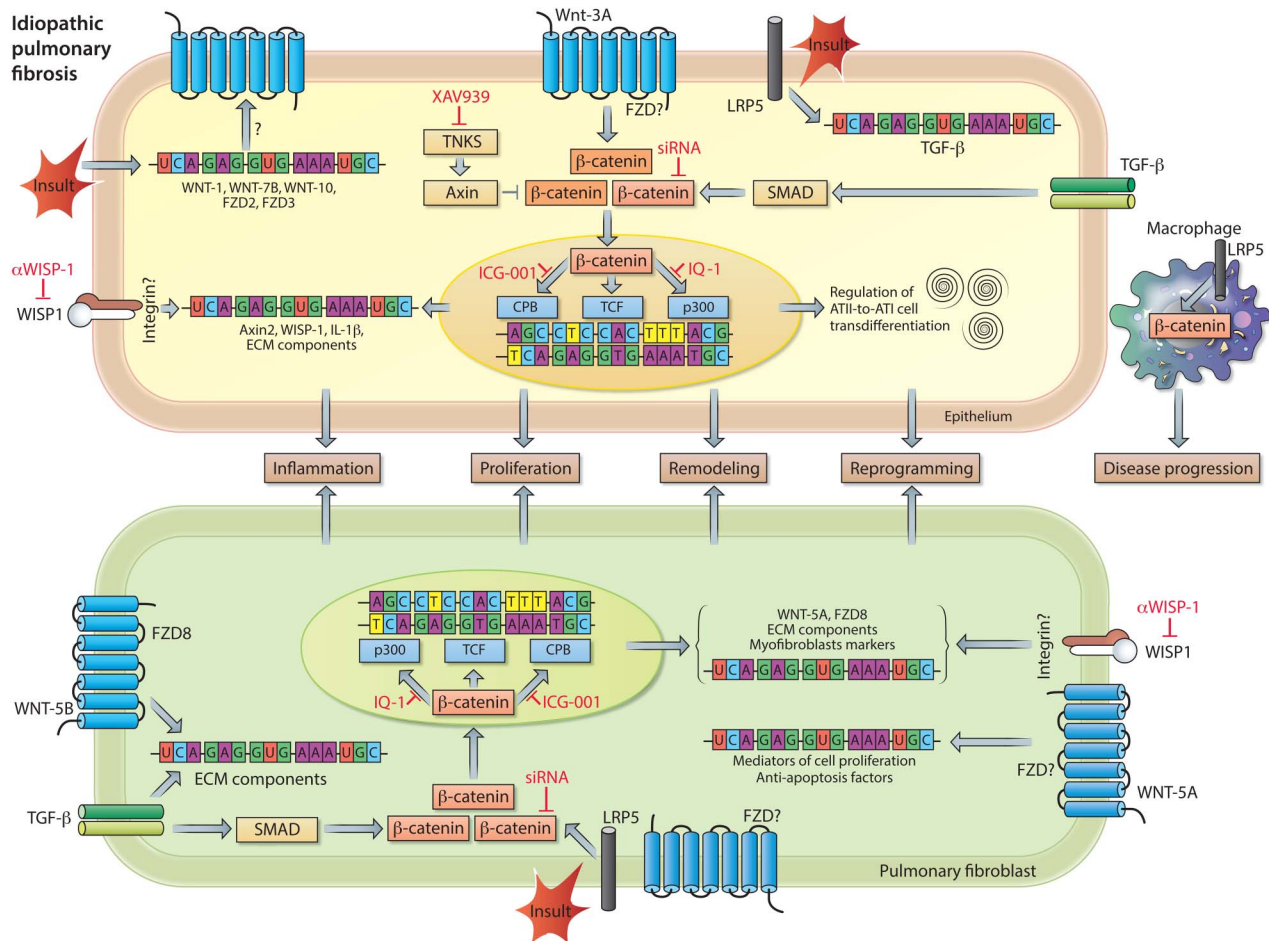 Idiopathic
pulmonary
fibrosis
Wnt-3A
FZD?
LRP5
Insult
XAV939
TNKS
Axin
siRNA
β-catenin
β-catenin
β-catenin
SMAD
UCA-GAG-GUG-AAA-UGC
TGF-β
TGF-β
?
Insult
UCA-GAG-GUG-AAA-UGC
WNT-1, WNT-7B, WNT-10,
FZD2, FZD3
Macrophage
LRP5
β-catenin
αWISP-1
WISP1
Integrin?
UCA-GAG-GUG-AAA-UGC
Axin2, WISP-1, IL-1β,
ECM components
ICG-001
β-catenin
IQ-1
CPB
TCF
p300
AGC-CTC-CAC-TTT-ACG
TCA-GAG-GTG-AAA-TGC
Regulation of
ATII-to-ATI cell
transdifferentiation
Epithelium
Inflammation
Proliferation
Remodeling
Reprogramming
Disease progression
FZD8
WNT-5B
AGC-CTC-CAC-TTT-ACG
TCA-GAG-GTG-AAA-TGC
p300
TCF
CPB
IQ-1
β-catenin
ICG-001
WNT-5A, FZD8
ECM components
Myofibroblasts markers
UCA-GAG-GUG-AAA-UGC
Integrin?
αWISP-1
WISP1
UCA-GAG-GUG-AAA-UGC
ECM components
UCA-GAG-GUG-AAA-UGC
Mediators of cell proliferation
Anti-apoptosis factors
FZD?
WNT-5A
TGF-β
SMAD
β-catenin
siRNA
β-catenin
β-catenin
LRP5
FZD?
Insult
Pulmonary fibroblast